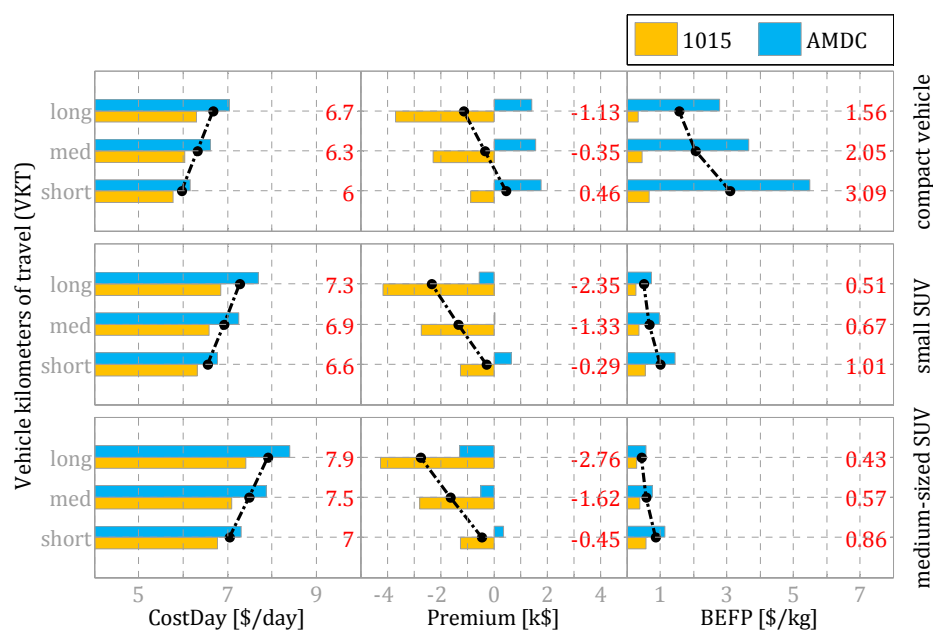 1015 AMDC
Vehicle kilometers of travel (VKT)
long 6.7 -1.13 1.56
med 6.3 -0.35 2.05
short 6 0.46 3.09
compact vehicle
long 7.3 -2.35 0.51
med 6.9 -1.33 0.67
short 6.6 -0.29 1.01
small SUV
long 7.9 -2.76 0.43
med 7.5 -1.62 0.57
short 7 -0.45 0.86
medium-sized SUV
5 7 9 -4 -2 0 2 4 1 3 5 7
CostDay [$/day] Premium [k$] BEFP [$/kg]